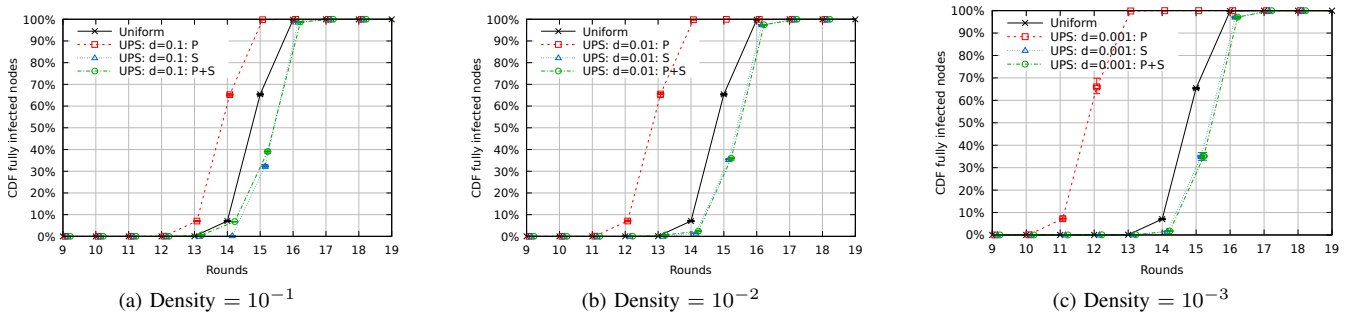 CDF fully infected nodes
100%
90%
80%
70%
60%
50%
40%
30%
20%
10%
0%
Uniform
UPS: d=0.1: P
UPS: d=0.1: S
UPS: d=0.1: P+S
9 10 11 12 13 14 15 16 17 18 19
Rounds
(a) Density = 10⁻¹
CDF fully infected nodes
100%
90%
80%
70%
60%
50%
40%
30%
20%
10%
0%
Uniform
UPS: d=0.01: P
UPS: d=0.01: S
UPS: d=0.01: P+S
9 10 11 12 13 14 15 16 17 18 19
Rounds
(b) Density = 10⁻²
CDF fully infected nodes
100%
90%
80%
70%
60%
50%
40%
30%
20%
10%
0%
Uniform
UPS: d=0.001: P
UPS: d=0.001: S
UPS: d=0.001: P+S
9 10 11 12 13 14 15 16 17 18 19
Rounds
(c) Density = 10⁻³